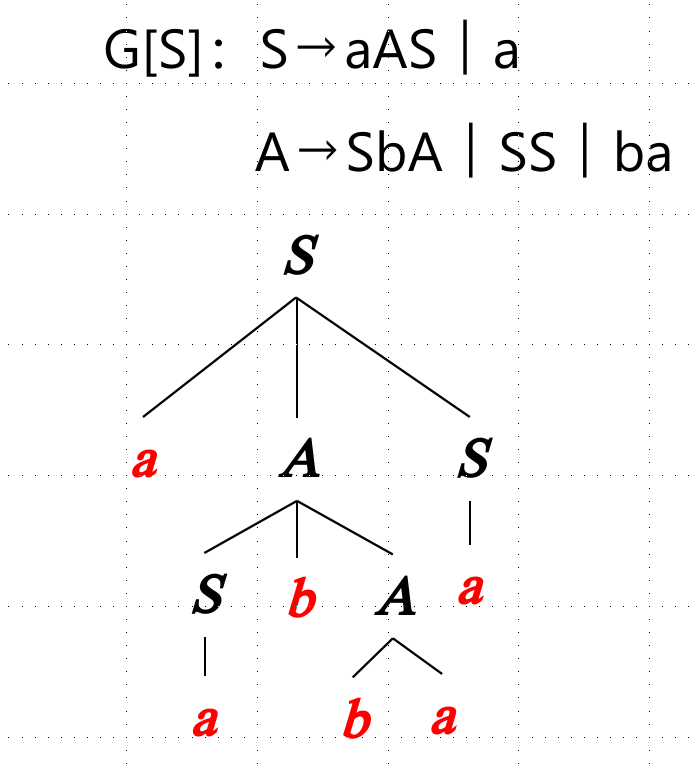 G[S]: S→aAS | a
A→SbA | SS | ba
S
a A S
S b A a
a b a